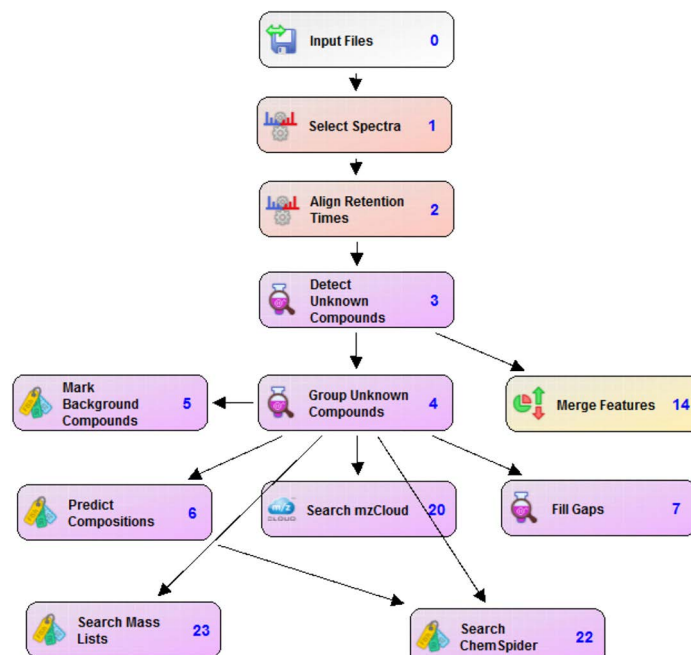 Input Files 0
Select Spectra 1
Align Retention
Times 2
Detect
Unknown 3
Compounds
Mark
Background 5
Compounds
Group Unknown
Compounds 4
Merge Features 14
Predict
Compositions 6
m/z
CLOUD
Search mzCloud 20
Fill Gaps 7
Search Mass
Lists 23
Search
ChemSpider 22